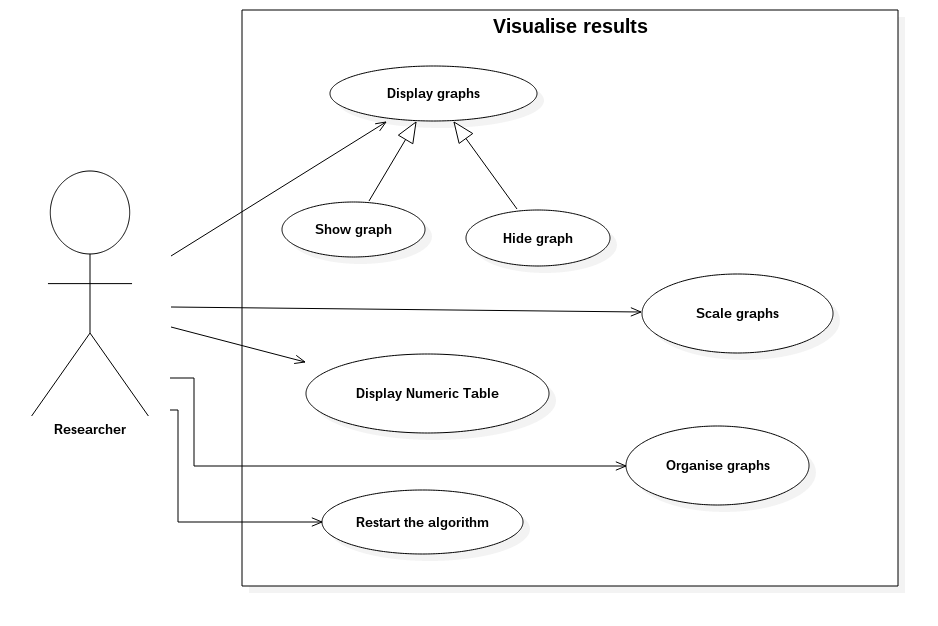 Visualise results
Display graphs
Show graph
Hide graph
Scale graphs
Display Numeric Table
Researcher
Organise graphs
Restart the algorithm